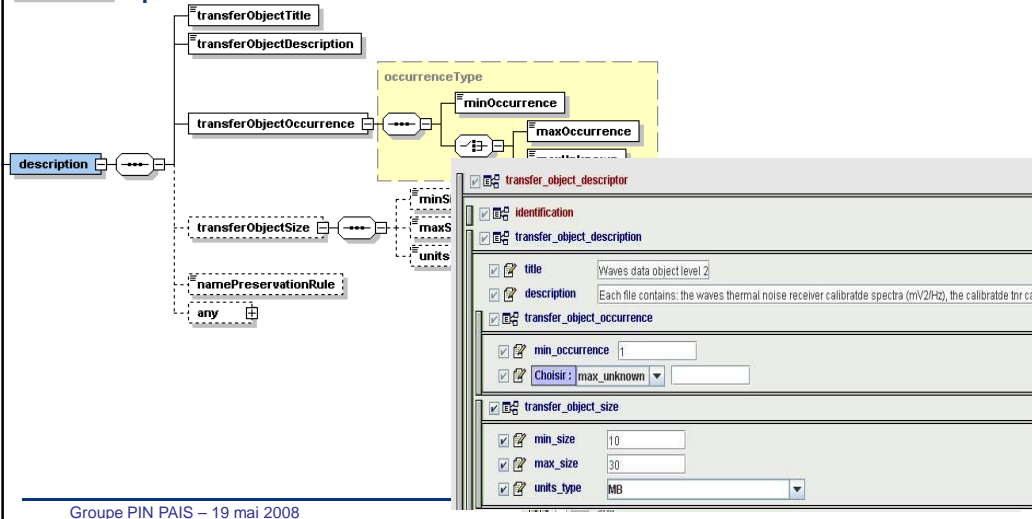 transferObjectTitle
transferObjectDescription
occurrenceType
minOccurrence
transferObjectOccurrence
maxOccurrence
description
transferObjectSize
namePreservationRule
any
transfer_object_descriptor
identification
transfer_object_description
title Waves data object level 2
description Each file contains: the waves thermal noise receiver calibratde spectra (mV2/Hz), the calibratde tnr
transfer_object_occurrence
min_occurrence 1
Choisir : max_unknown
transfer_object_size
min_size 10
max_size 30
units_type MB
Groupe PIN PAIS – 19 mai 2008